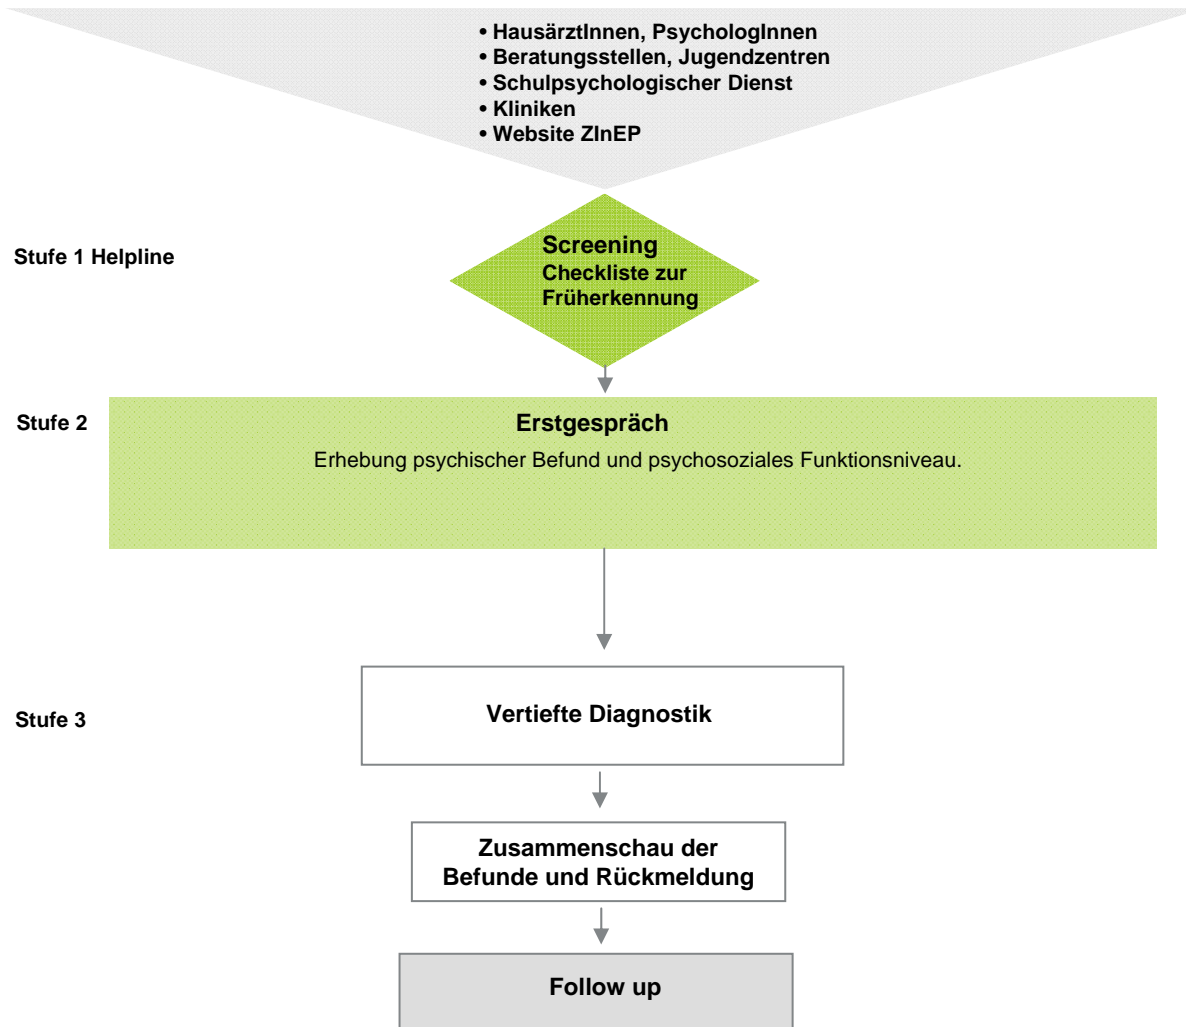 • HausärztInnen, PsychologInnen
• Beratungsstellen, Jugendzentren
• Schulpsychologischer Dienst
• Kliniken
• Website ZInEP
Stufe 1 Helpline
Screening
Checkliste zur
Früherkennung
Stufe 2
Erstgespräch
Erhebung psychischer Befund und psychosoziales Funktionsniveau.
Stufe 3
Vertiefte Diagnostik
Zusammenschau der
Befunde und Rückmeldung
Follow up